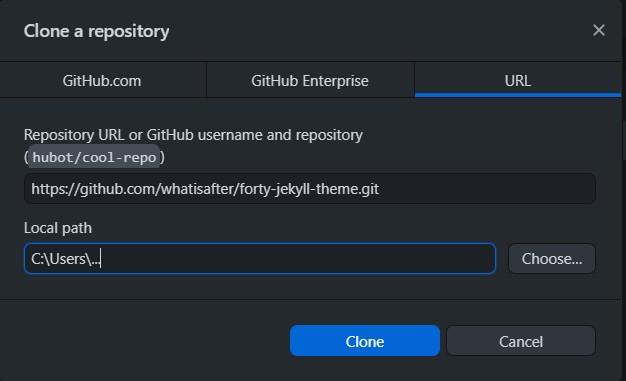 Clone a repository
GitHub.com GitHub Enterprise URL
Repository URL or GitHub username and repository
(hubot/cool-repo)
https://github.com/whatisafter/forty-jekyll-theme.git
Local path
C:\Users\...
Choose...
Clone Cancel